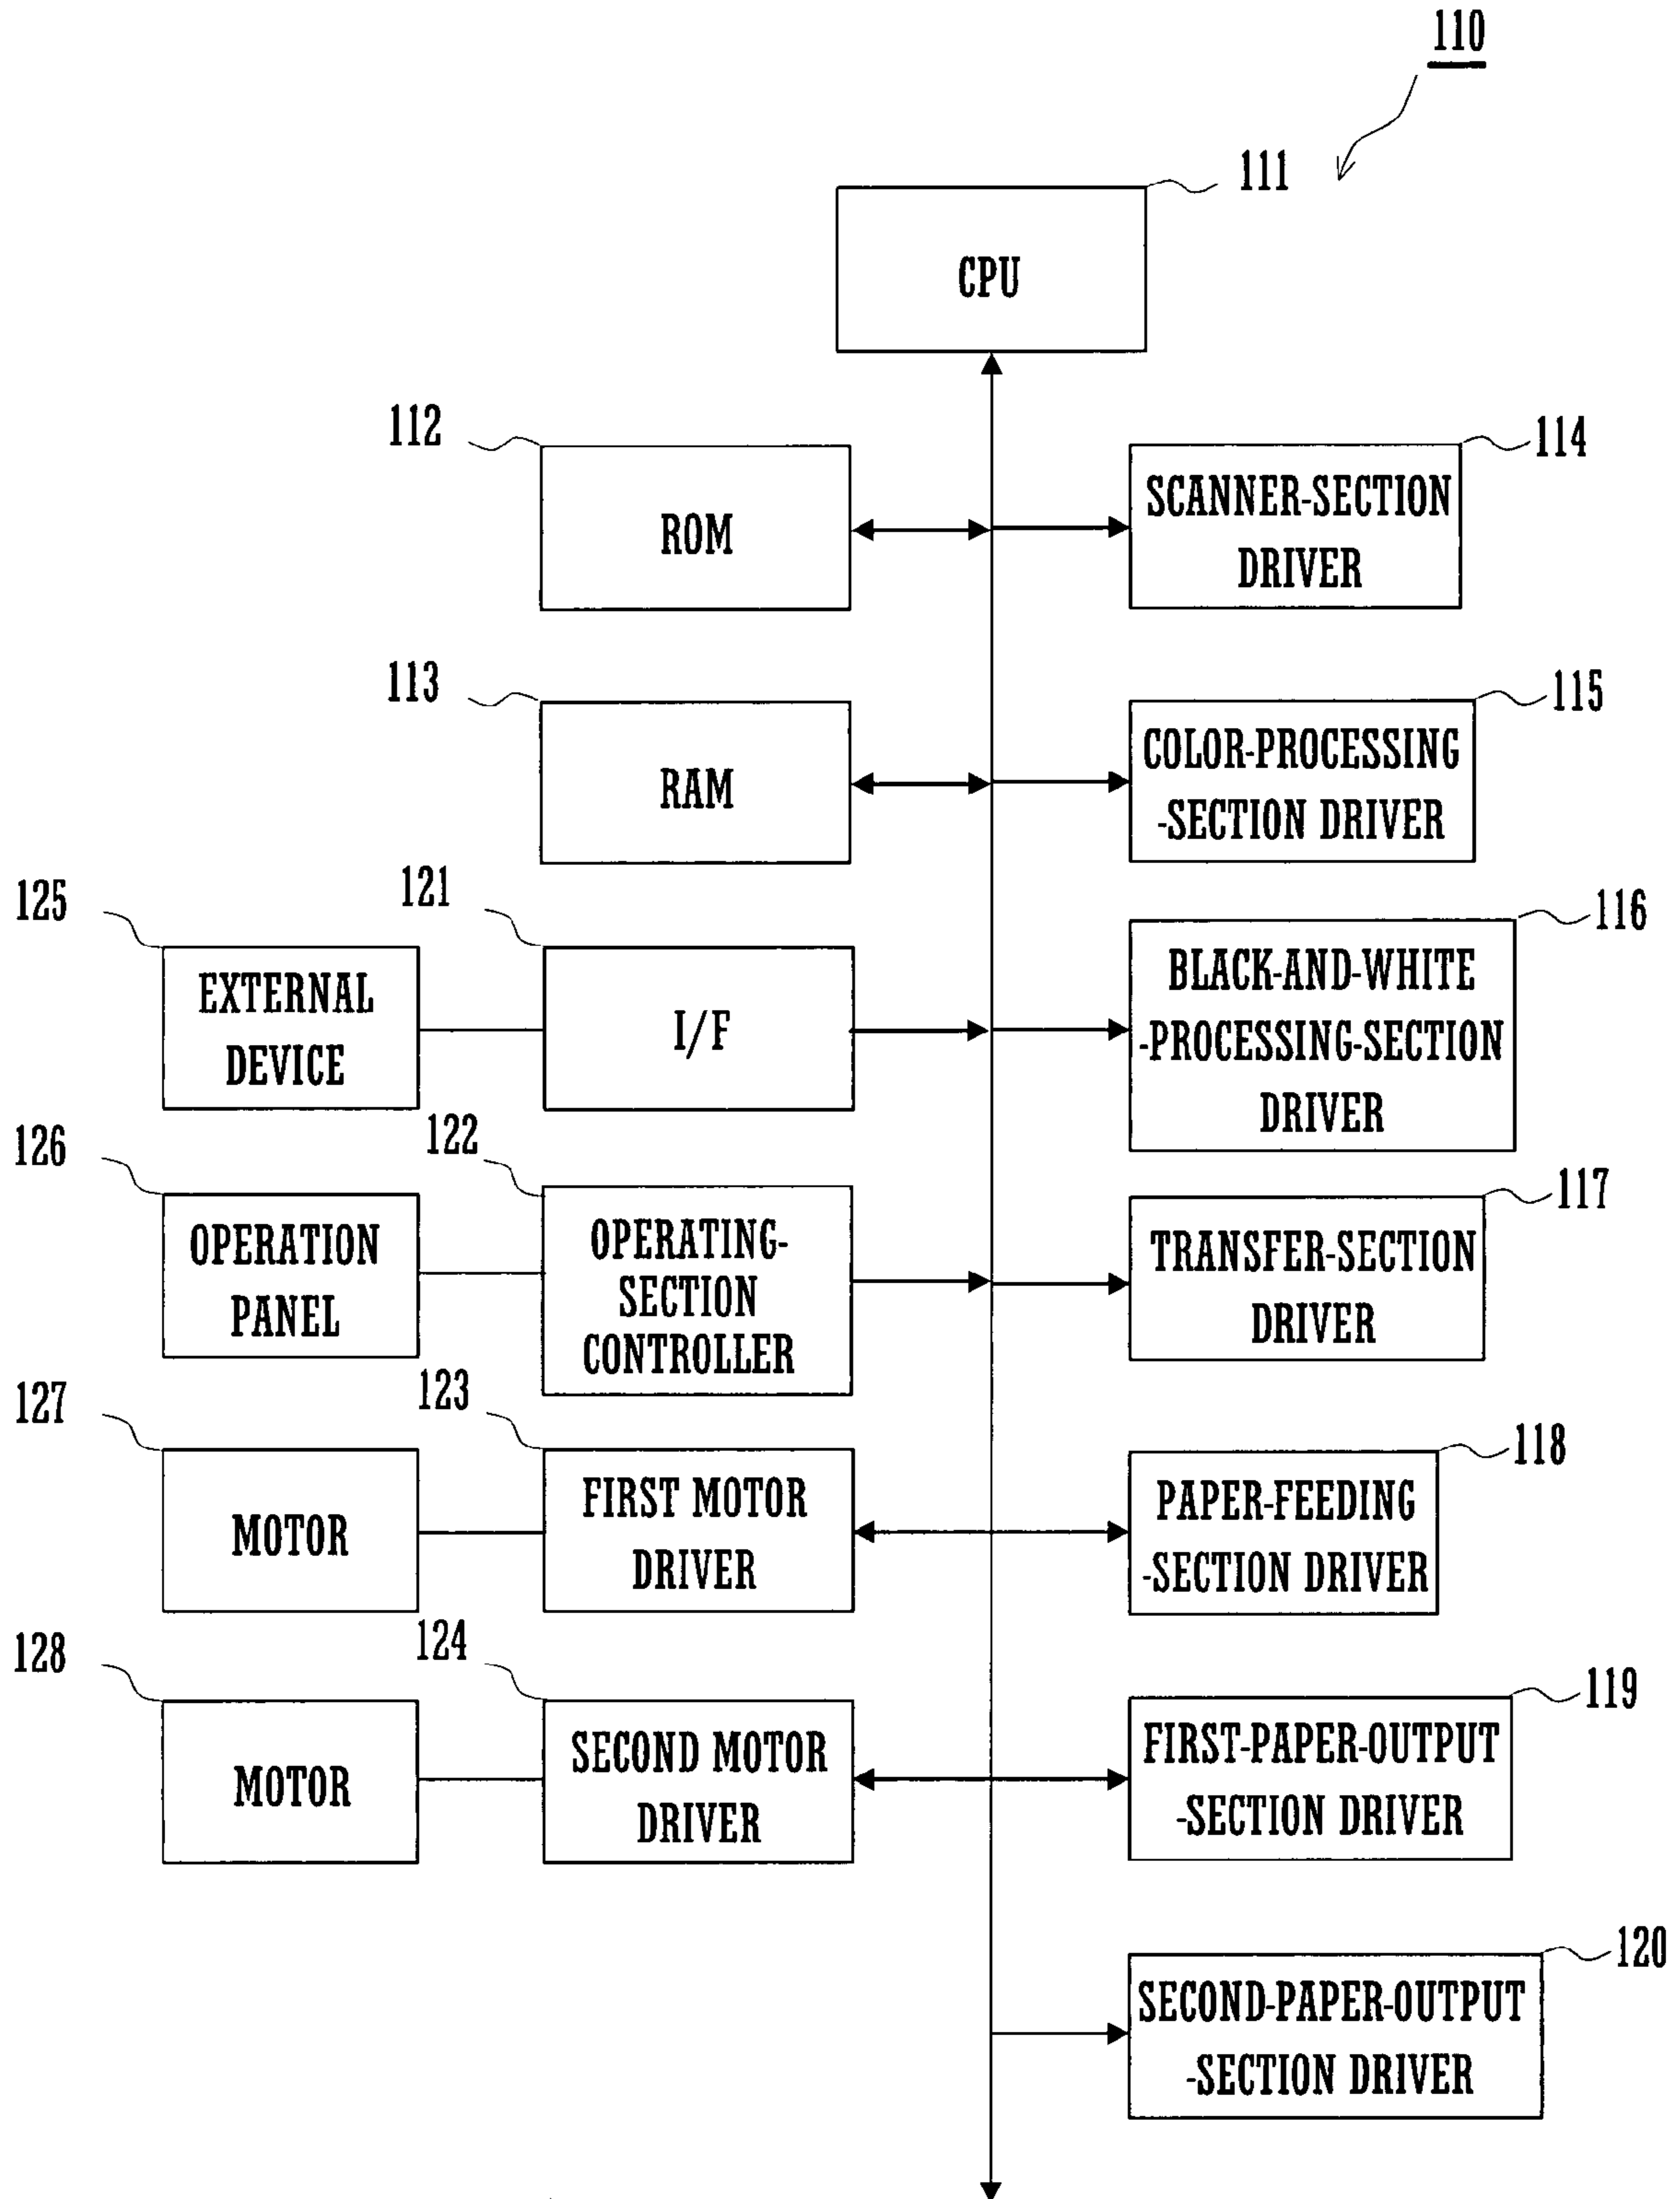 110
111
CPU
112
ROM
114
SCANNER-SECTION
DRIVER
113
RAM
115
COLOR-PROCESSING
-SECTION DRIVER
125
EXTERNAL
DEVICE
121
I/F
116
BLACK-AND-WHITE
-PROCESSING-SECTION
DRIVER
126
OPERATION
PANEL
122
OPERATING-
SECTION
CONTROLLER
117
TRANSFER-SECTION
DRIVER
127
MOTOR
123
FIRST MOTOR
DRIVER
118
PAPER-FEEDING
-SECTION DRIVER
128
MOTOR
124
SECOND MOTOR
DRIVER
119
FIRST-PAPER-OUTPUT
-SECTION DRIVER
120
SECOND-PAPER-OUTPUT
-SECTION DRIVER